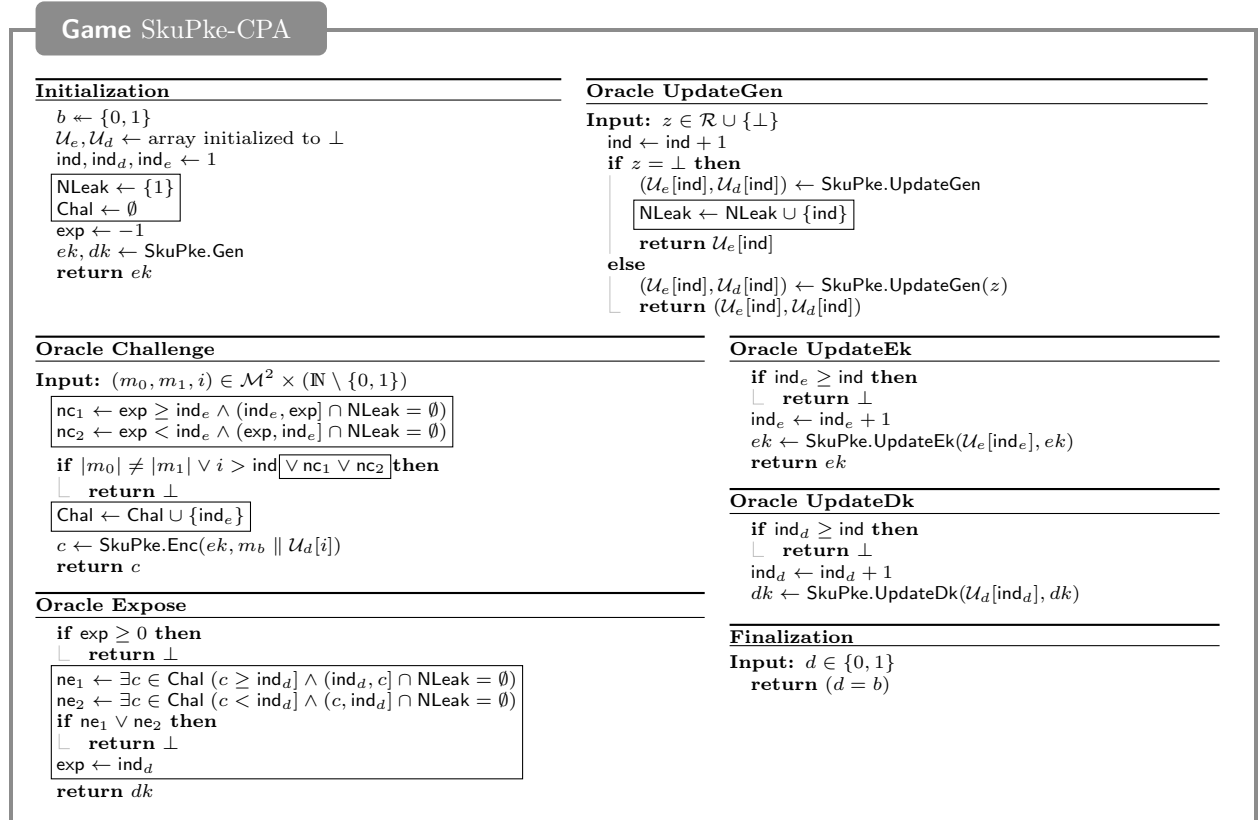 Game SkuPke-CPA
Initialization
b ↞ {0, 1}
𝒰ₑ, 𝒰_d ← array initialized to ⊥
ind, ind_d, ind_e ← 1
NLeak ← {1}
Chal ← ∅
exp ← −1
ek, dk ← SkuPke.Gen
return ek
Oracle UpdateGen
Input: z ∈ ℛ ∪ {⊥}
ind ← ind + 1
if z = ⊥ then
(𝒰_e[ind], 𝒰_d[ind]) ← SkuPke.UpdateGen
NLeak ← NLeak ∪ {ind}
return 𝒰_e[ind]
else
(𝒰_e[ind], 𝒰_d[ind]) ← SkuPke.UpdateGen(z)
return (𝒰_e[ind], 𝒰_d[ind])
Oracle Challenge
Input: (m_0, m_1, i) ∈ ℳ² × (ℕ \ {0, 1})
nc_1 ← exp ≥ ind_e ∧ (ind_e, exp] ∩ NLeak = ∅)
nc_2 ← exp < ind_e ∧ (exp, ind_e] ∩ NLeak = ∅)
if |m_0| ≠ |m_1| ∨ i > ind ∨ nc_1 ∨ nc_2 then
return ⊥
Chal ← Chal ∪ {ind_e}
c ← SkuPke.Enc(ek, m_b ∥ 𝒰_d[i])
return c
Oracle Expose
if exp ≥ 0 then
return ⊥
ne_1 ← ∃c ∈ Chal (c ≥ ind_d] ∧ (ind_d, c] ∩ NLeak = ∅)
ne_2 ← ∃c ∈ Chal (c < ind_d] ∧ (c, ind_d] ∩ NLeak = ∅)
if ne_1 ∨ ne_2 then
return ⊥
exp ← ind_d
return dk
Oracle UpdateEk
if ind_e ≥ ind then
return ⊥
ind_e ← ind_e + 1
ek ← SkuPke.UpdateEk(𝒰_e[ind_e], ek)
return ek
Oracle UpdateDk
if ind_d ≥ ind then
return ⊥
ind_d ← ind_d + 1
dk ← SkuPke.UpdateDk(𝒰_d[ind_d], dk)
Finalization
Input: d ∈ {0, 1}
return (d = b)